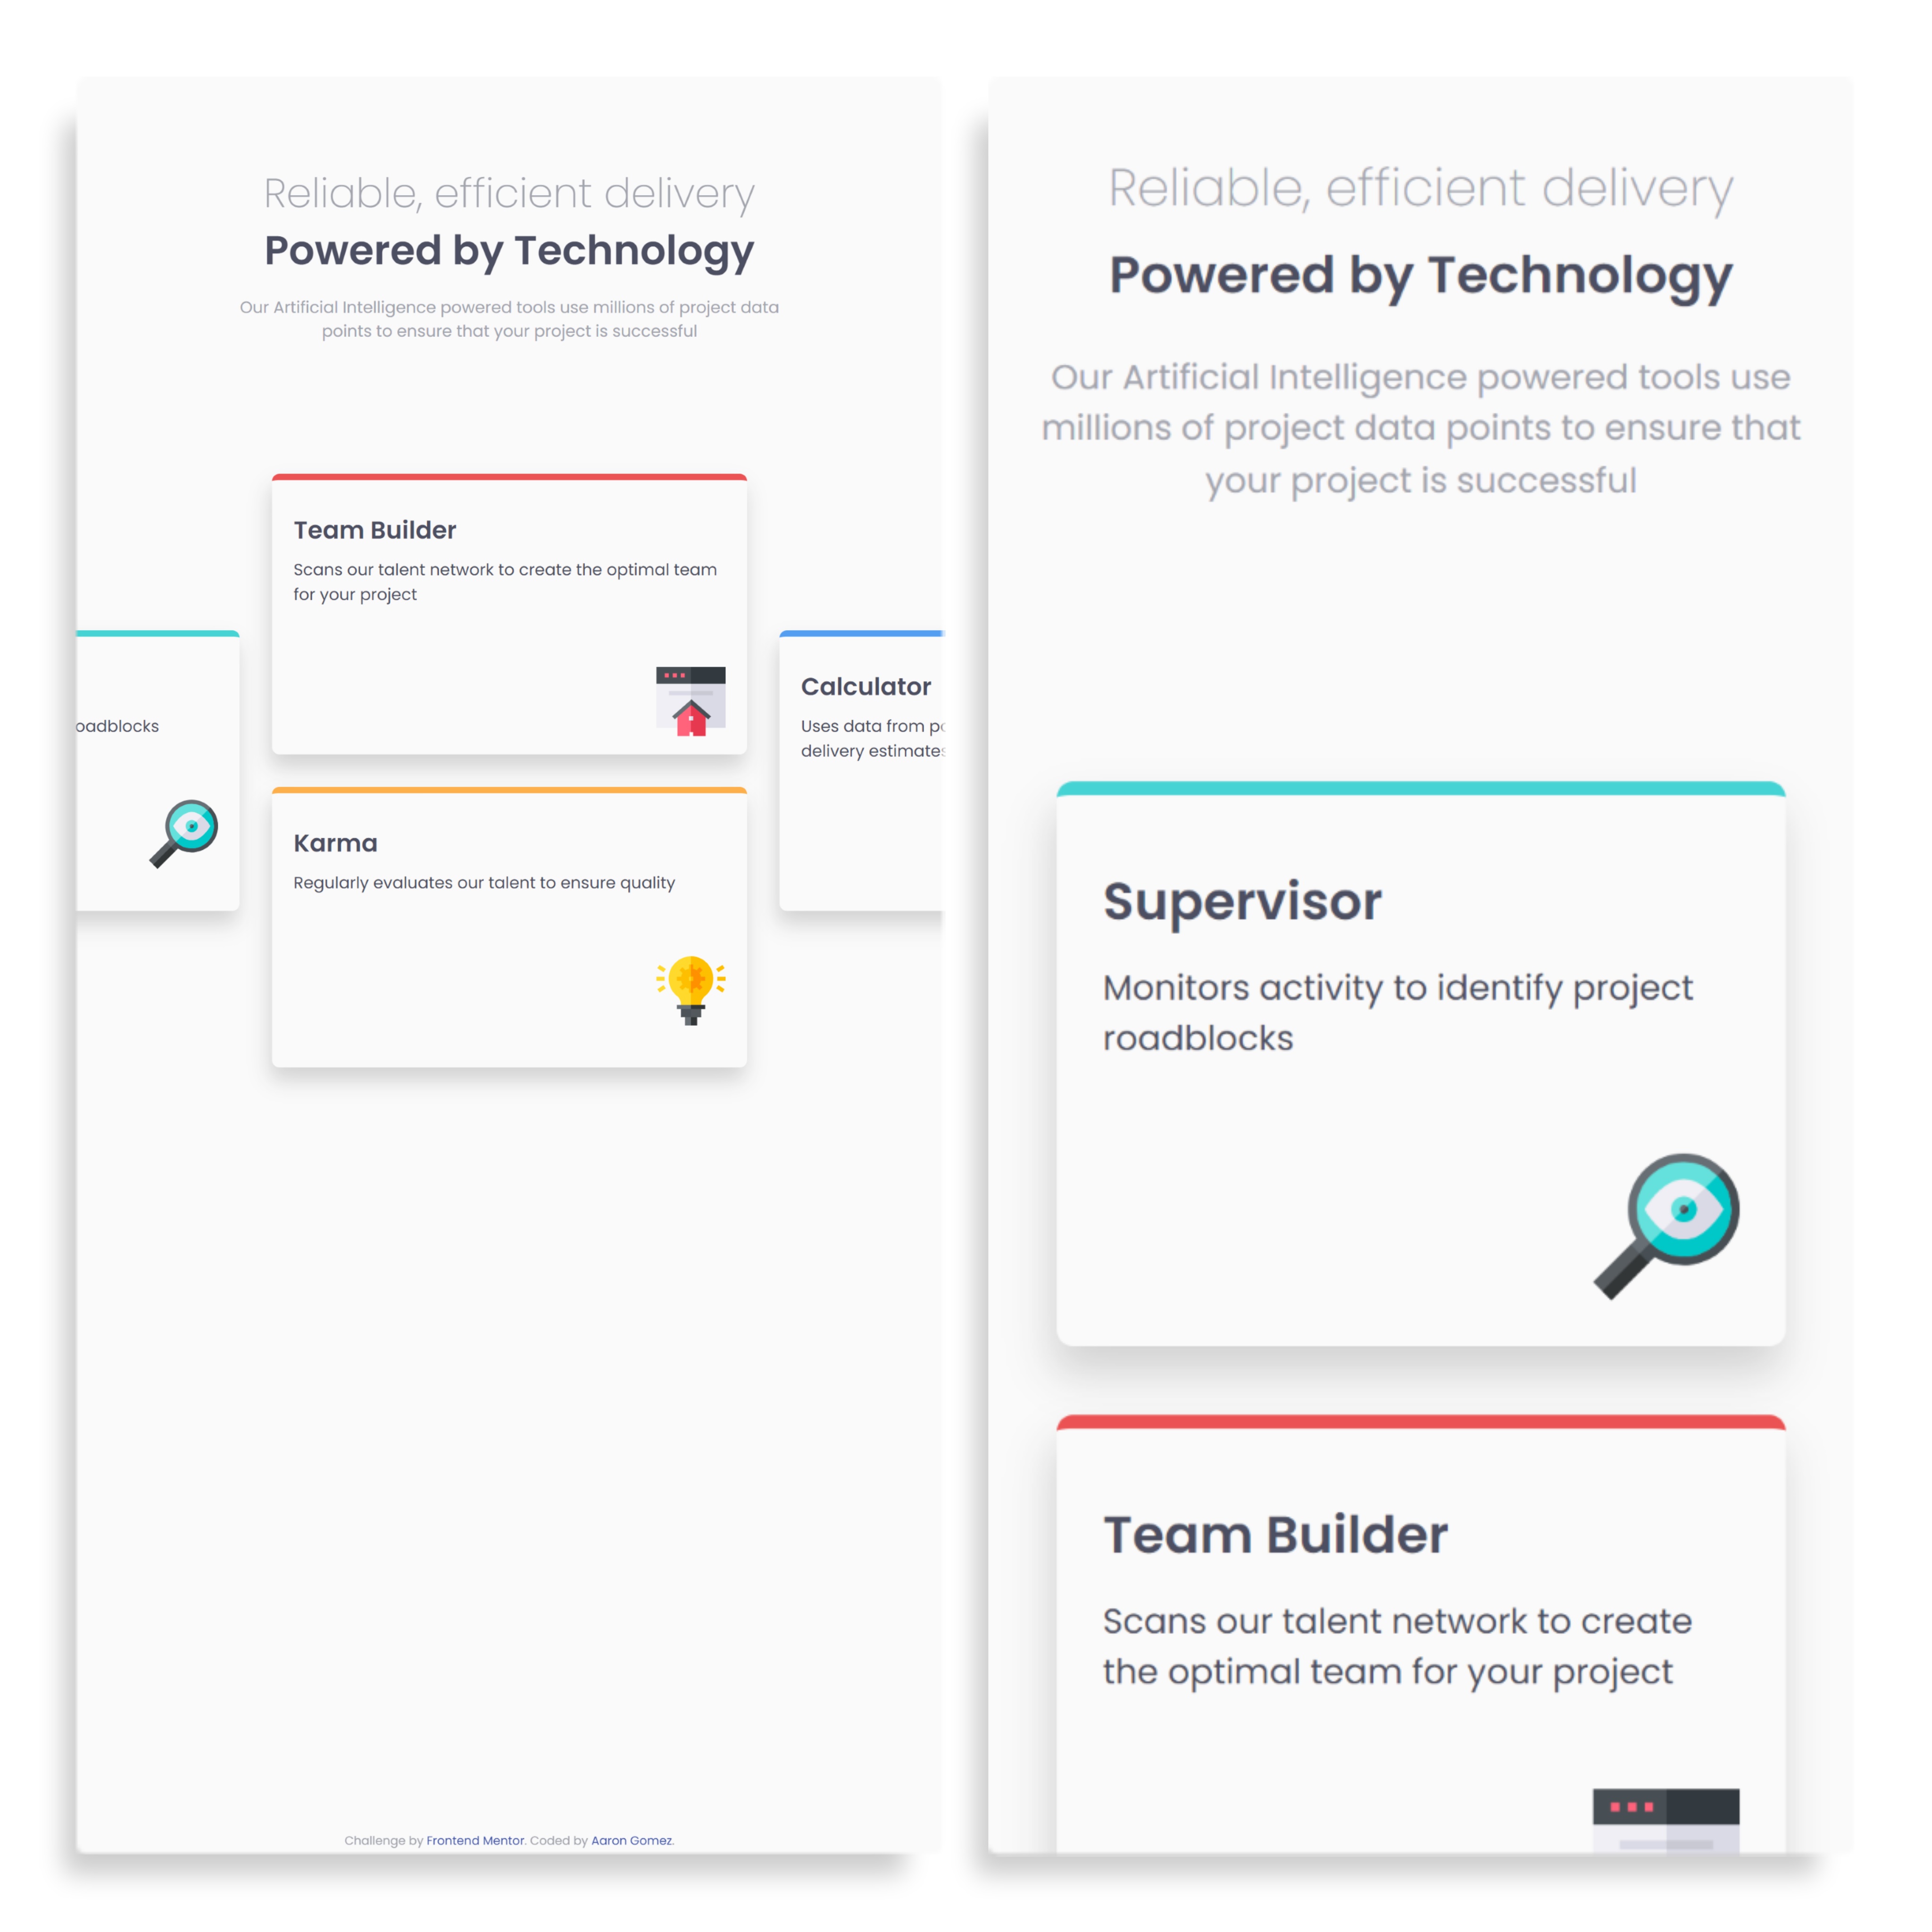 Reliable, efficient delivery
Powered by Technology
Our Artificial Intelligence powered tools use millions of project data
points to ensure that your project is successful
Team Builder
Scans our talent network to create the optimal team
for your project
oadblocks
Calculator
Uses data from
delivery estimates
Karma
Regularly evaluates our talent to ensure quality
Challenge by Frontend Mentor. Coded by Aaron Gomez.
Reliable, efficient delivery
Powered by Technology
Our Artificial Intelligence powered tools use
millions of project data points to ensure that
your project is successful
Supervisor
Monitors activity to identify project
roadblocks
Team Builder
Scans our talent network to create
the optimal team for your project